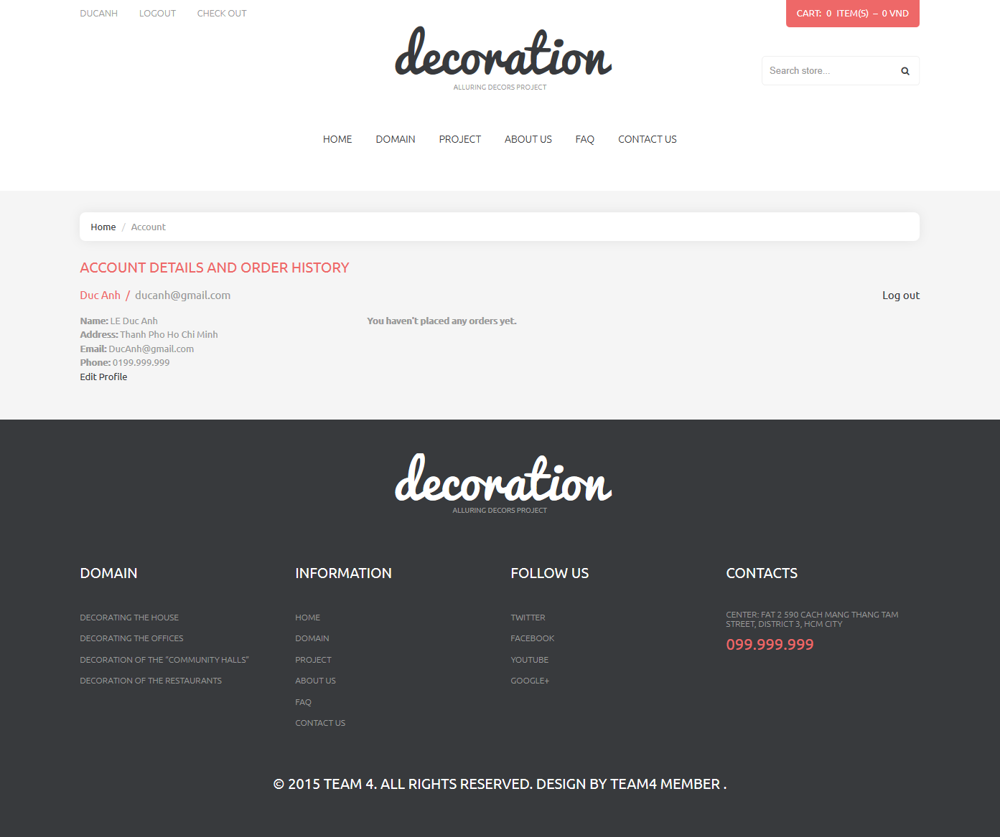 DUCANH LOGOUT CHECK OUT
CART: 0 ITEM(S) – 0 VND
decoration
ALLURING DECORS PROJECT
Search store...
HOME DOMAIN PROJECT ABOUT US FAQ CONTACT US
Home / Account
ACCOUNT DETAILS AND ORDER HISTORY
Duc Anh / ducanh@gmail.com
Log out
Name: LE Duc Anh
Address: Thanh Pho Ho Chi Minh
Email: DucAnh@gmail.com
Phone: 0199.999.999
Edit Profile
You haven't placed any orders yet.
decoration
ALLURING DECORS PROJECT
DOMAIN
DECORATING THE HOUSE
DECORATING THE OFFICES
DECORATION OF THE “COMMUNITY HALLS”
DECORATION OF THE RESTAURANTS
INFORMATION
HOME
DOMAIN
PROJECT
ABOUT US
FAQ
CONTACT US
FOLLOW US
TWITTER
FACEBOOK
YOUTUBE
GOOGLE+
CONTACTS
CENTER: FAT 2 590 CACH MANG THANG TAM
STREET, DISTRICT 3, HCM CITY
099.999.999
© 2015 TEAM 4. ALL RIGHTS RESERVED. DESIGN BY TEAM4 MEMBER .